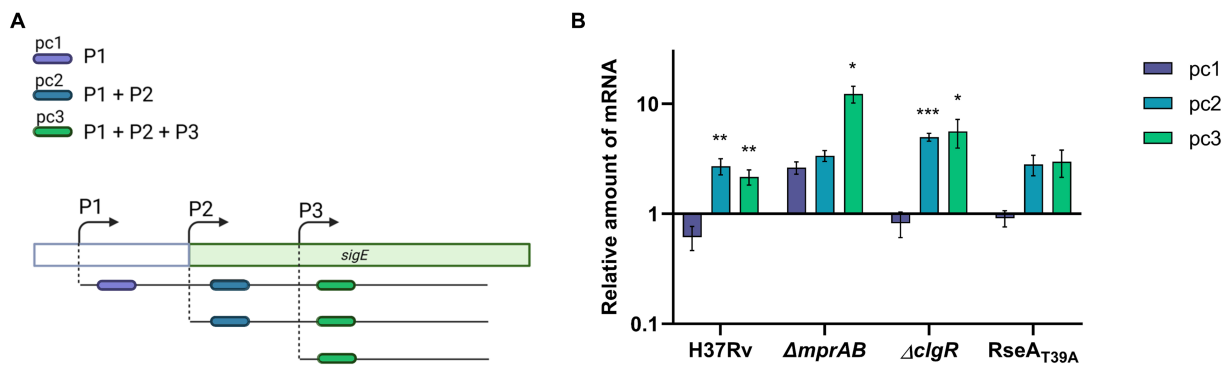 A
pc1
P1
pc2
P1 + P2
pc3
P1 + P2 + P3
P1 P2 P3
sigE
B
Relative amount of mRNA
10
1
0.1
** ** * *** *
H37Rv ΔmprAB ΔclgR RseAT39A
pc1
pc2
pc3